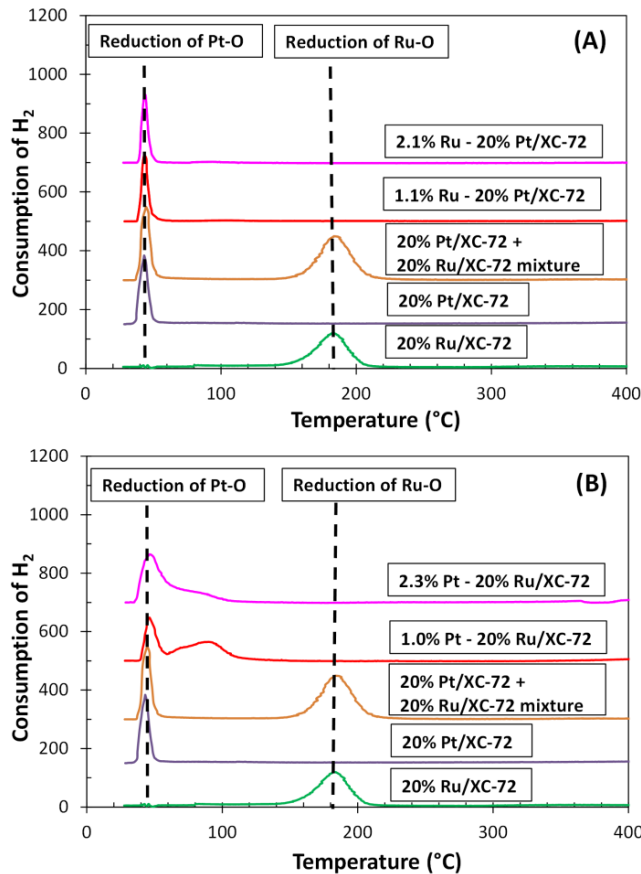 1200
Reduction of Pt-O
Reduction of Ru-O
(A)
1000
800
600
400
200
0
Consumption of H₂
2.1% Ru - 20% Pt/XC-72
1.1% Ru - 20% Pt/XC-72
20% Pt/XC-72 +
20% Ru/XC-72 mixture
20% Pt/XC-72
20% Ru/XC-72
0
100
200
300
400
Temperature (°C)
1200
Reduction of Pt-O
Reduction of Ru-O
(B)
1000
800
600
400
200
0
Consumption of H₂
2.3% Pt - 20% Ru/XC-72
1.0% Pt - 20% Ru/XC-72
20% Pt/XC-72 +
20% Ru/XC-72 mixture
20% Pt/XC-72
20% Ru/XC-72
0
100
200
300
400
Temperature (°C)